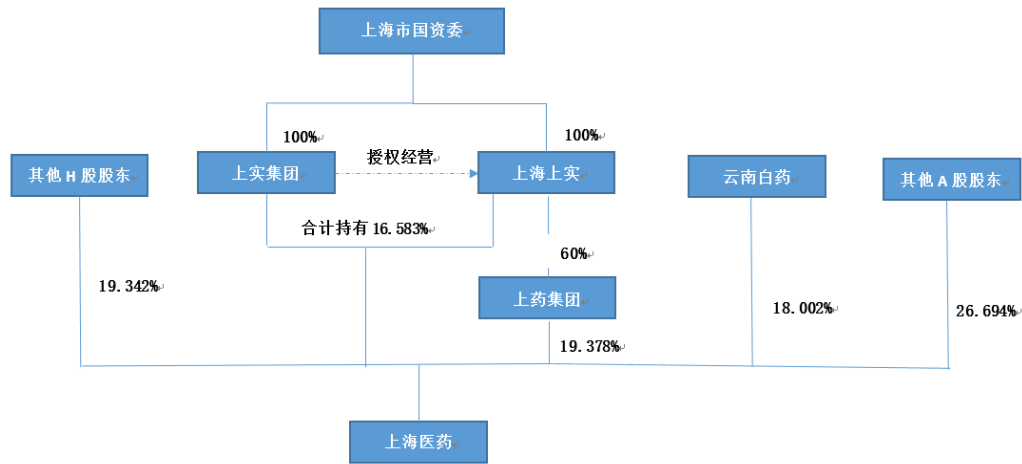 上海市国资委
100%
100%
授权经营
其他 H 股股东
上实集团
上海上实
云南白药
其他 A 股股东
合计持有 16.583%
60%
19.342%
上药集团
18.002%
26.694%
19.378%
上海医药